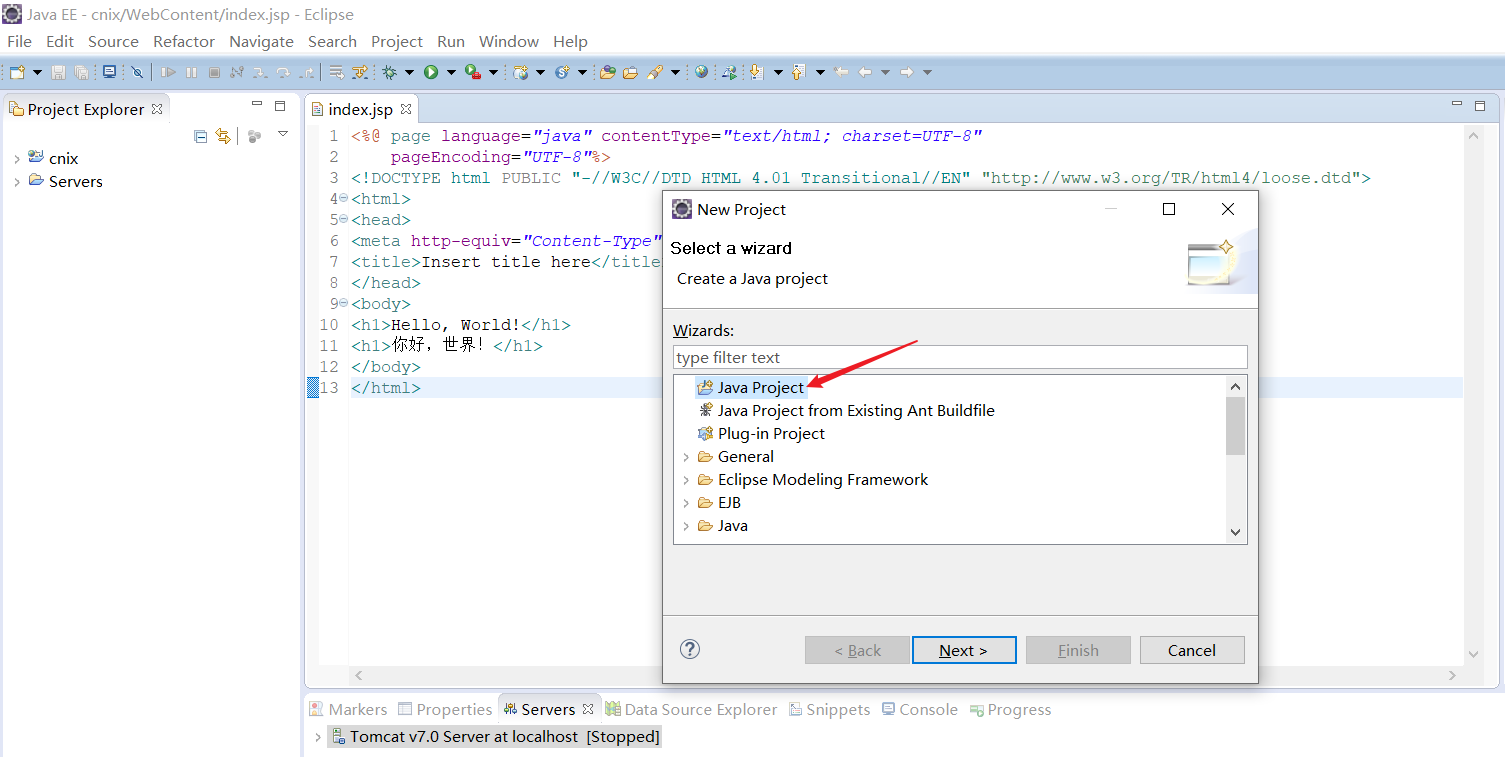 Java EE - cnix/WebContent/index.jsp - Eclipse
File Edit Source Refactor Navigate Search Project Run Window Help
Project Explorer
cnix
Servers
index.jsp
1 <%@ page language="java" contentType="text/html; charset=UTF-8"
2 pageEncoding="UTF-8"%>
3 <!DOCTYPE html PUBLIC "-//W3C//DTD HTML 4.01 Transitional//EN" "http://www.w3.org/TR/html4/loose.dtd">
4 <html>
5 <head>
6 <meta http-equiv="Content-Type"
7 <title>Insert title here</title
8 </head>
9 <body>
10 <h1>Hello, World!</h1>
11 <h1>你好，世界！</h1>
12 </body>
13 </html>
New Project
Select a wizard
Create a Java project
Wizards:
type filter text
Java Project
Java Project from Existing Ant Buildfile
Plug-in Project
General
Eclipse Modeling Framework
EJB
Java
< Back Next > Finish Cancel
Markers Properties Servers Data Source Explorer Snippets Console Progress
Tomcat v7.0 Server at localhost [Stopped]